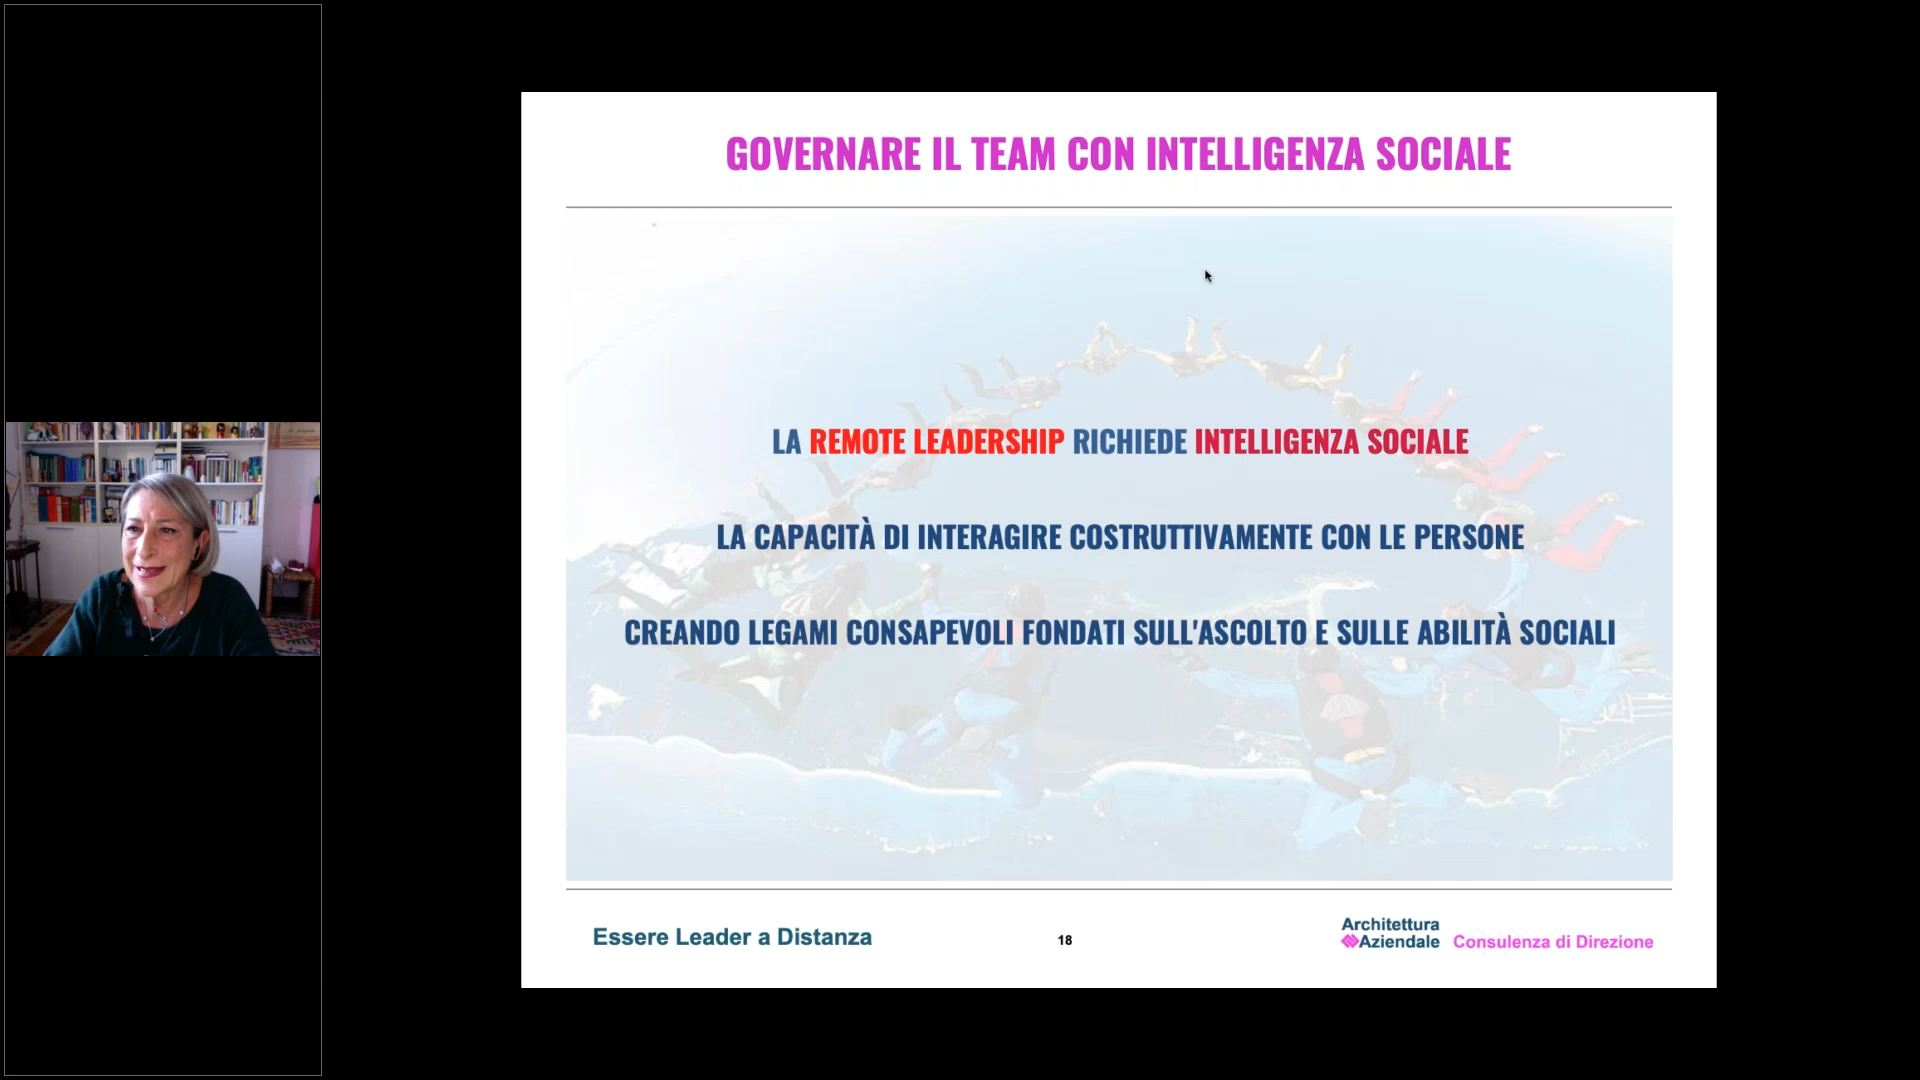 GOVERNARE IL TEAM CON INTELLIGENZA SOCIALE
LA REMOTE LEADERSHIP RICHIEDE INTELLIGENZA SOCIALE
LA CAPACITÀ DI INTERAGIRE COSTRUTTIVAMENTE CON LE PERSONE
CREANDO LEGAMI CONSAPEVOLI FONDATI SULL'ASCOLTO E SULLE ABILITÀ SOCIALI
Essere Leader a Distanza
18
Architettura
Aziendale Consulenza di Direzione